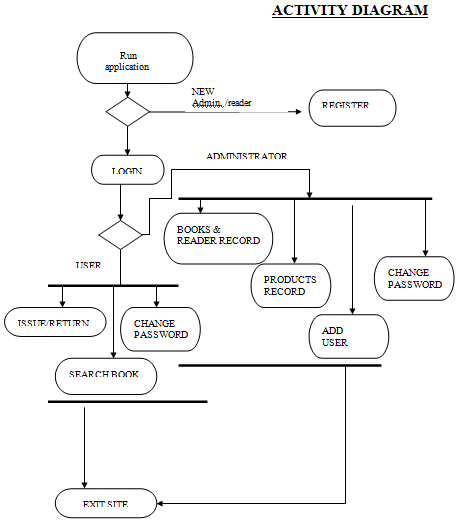 ACTIVITY DIAGRAM
Run
application
NEW
Admin. /reader
REGISTER
LOGIN
ADMINISTRATOR
BOOKS &
READER RECORD
USER
PRODUCTS
RECORD
CHANGE
PASSWORD
ISSUE/RETURN
CHANGE
PASSWORD
ADD
USER
SEARCH BOOK
EXIT SITE